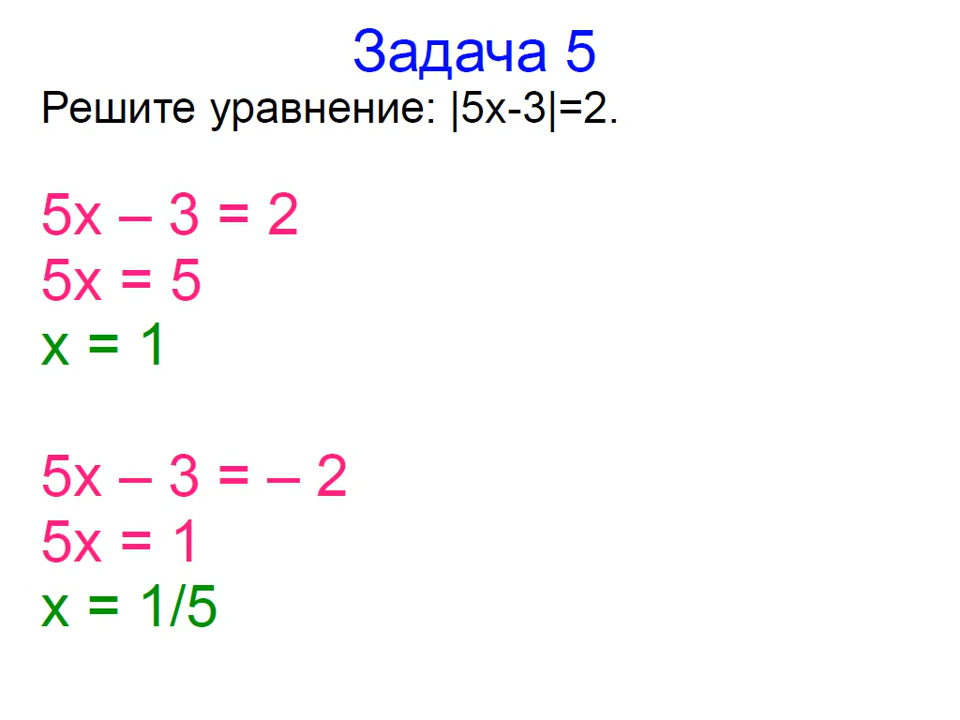 Задача 5
Решите уравнение: |5x-3|=2.
5x – 3 = 2
5x = 5
x = 1
5x – 3 = – 2
5x = 1
x = 1/5